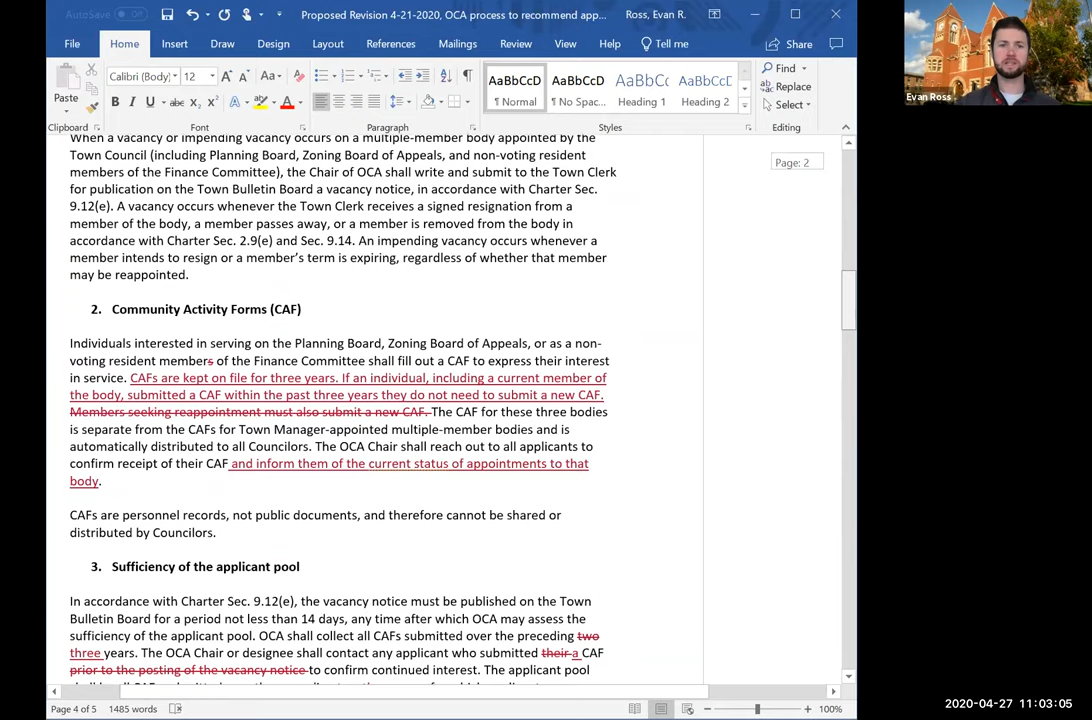 AutoSave Off
Proposed Revision 4-21-2020, OCA process to recommend app...
Ross, Evan R.
File Home Insert Draw Design Layout References Mailings Review View Help Tell me Share
Paste
Calibri (Body) 12
Find
Replace
Select
AaBbCcD AaBbCcD AaBbCc AaBbCcD
¶ Normal ¶ No Spac... Heading 1 Heading 2
Clipboard Font Paragraph Styles Editing
Evan Ross
Page: 2
When a vacancy or impending vacancy occurs on a multiple-member body appointed by the
Town Council (including Planning Board, Zoning Board of Appeals, and non-voting resident
members of the Finance Committee), the Chair of OCA shall write and submit to the Town Clerk
for publication on the Town Bulletin Board a vacancy notice, in accordance with Charter Sec.
9.12(e). A vacancy occurs whenever the Town Clerk receives a signed resignation from a
member of the body, a member passes away, or a member is removed from the body in
accordance with Charter Sec. 2.9(e) and Sec. 9.14. An impending vacancy occurs whenever a
member intends to resign or a member's term is expiring, regardless of whether that member
may be reappointed.
2. Community Activity Forms (CAF)
Individuals interested in serving on the Planning Board, Zoning Board of Appeals, or as a non-
voting resident members of the Finance Committee shall fill out a CAF to express their interest
in service. CAFs are kept on file for three years. If an individual, including a current member of
the body, submitted a CAF within the past three years they do not need to submit a new CAF.
Members seeking reappointment must also submit a new CAF. The CAF for these three bodies
is separate from the CAFs for Town Manager-appointed multiple-member bodies and is
automatically distributed to all Councilors. The OCA Chair shall reach out to all applicants to
confirm receipt of their CAF and inform them of the current status of appointments to that
body.
CAFs are personnel records, not public documents, and therefore cannot be shared or
distributed by Councilors.
3. Sufficiency of the applicant pool
In accordance with Charter Sec. 9.12(e), the vacancy notice must be published on the Town
Bulletin Board for a period not less than 14 days, any time after which OCA may assess the
sufficiency of the applicant pool. OCA shall collect all CAFs submitted over the preceding two
three years. The OCA Chair or designee shall contact any applicant who submitted their a CAF
prior to the posting of the vacancy notice to confirm continued interest. The applicant pool
Page 4 of 5 1485 words
100%
2020-04-27 11:03:05